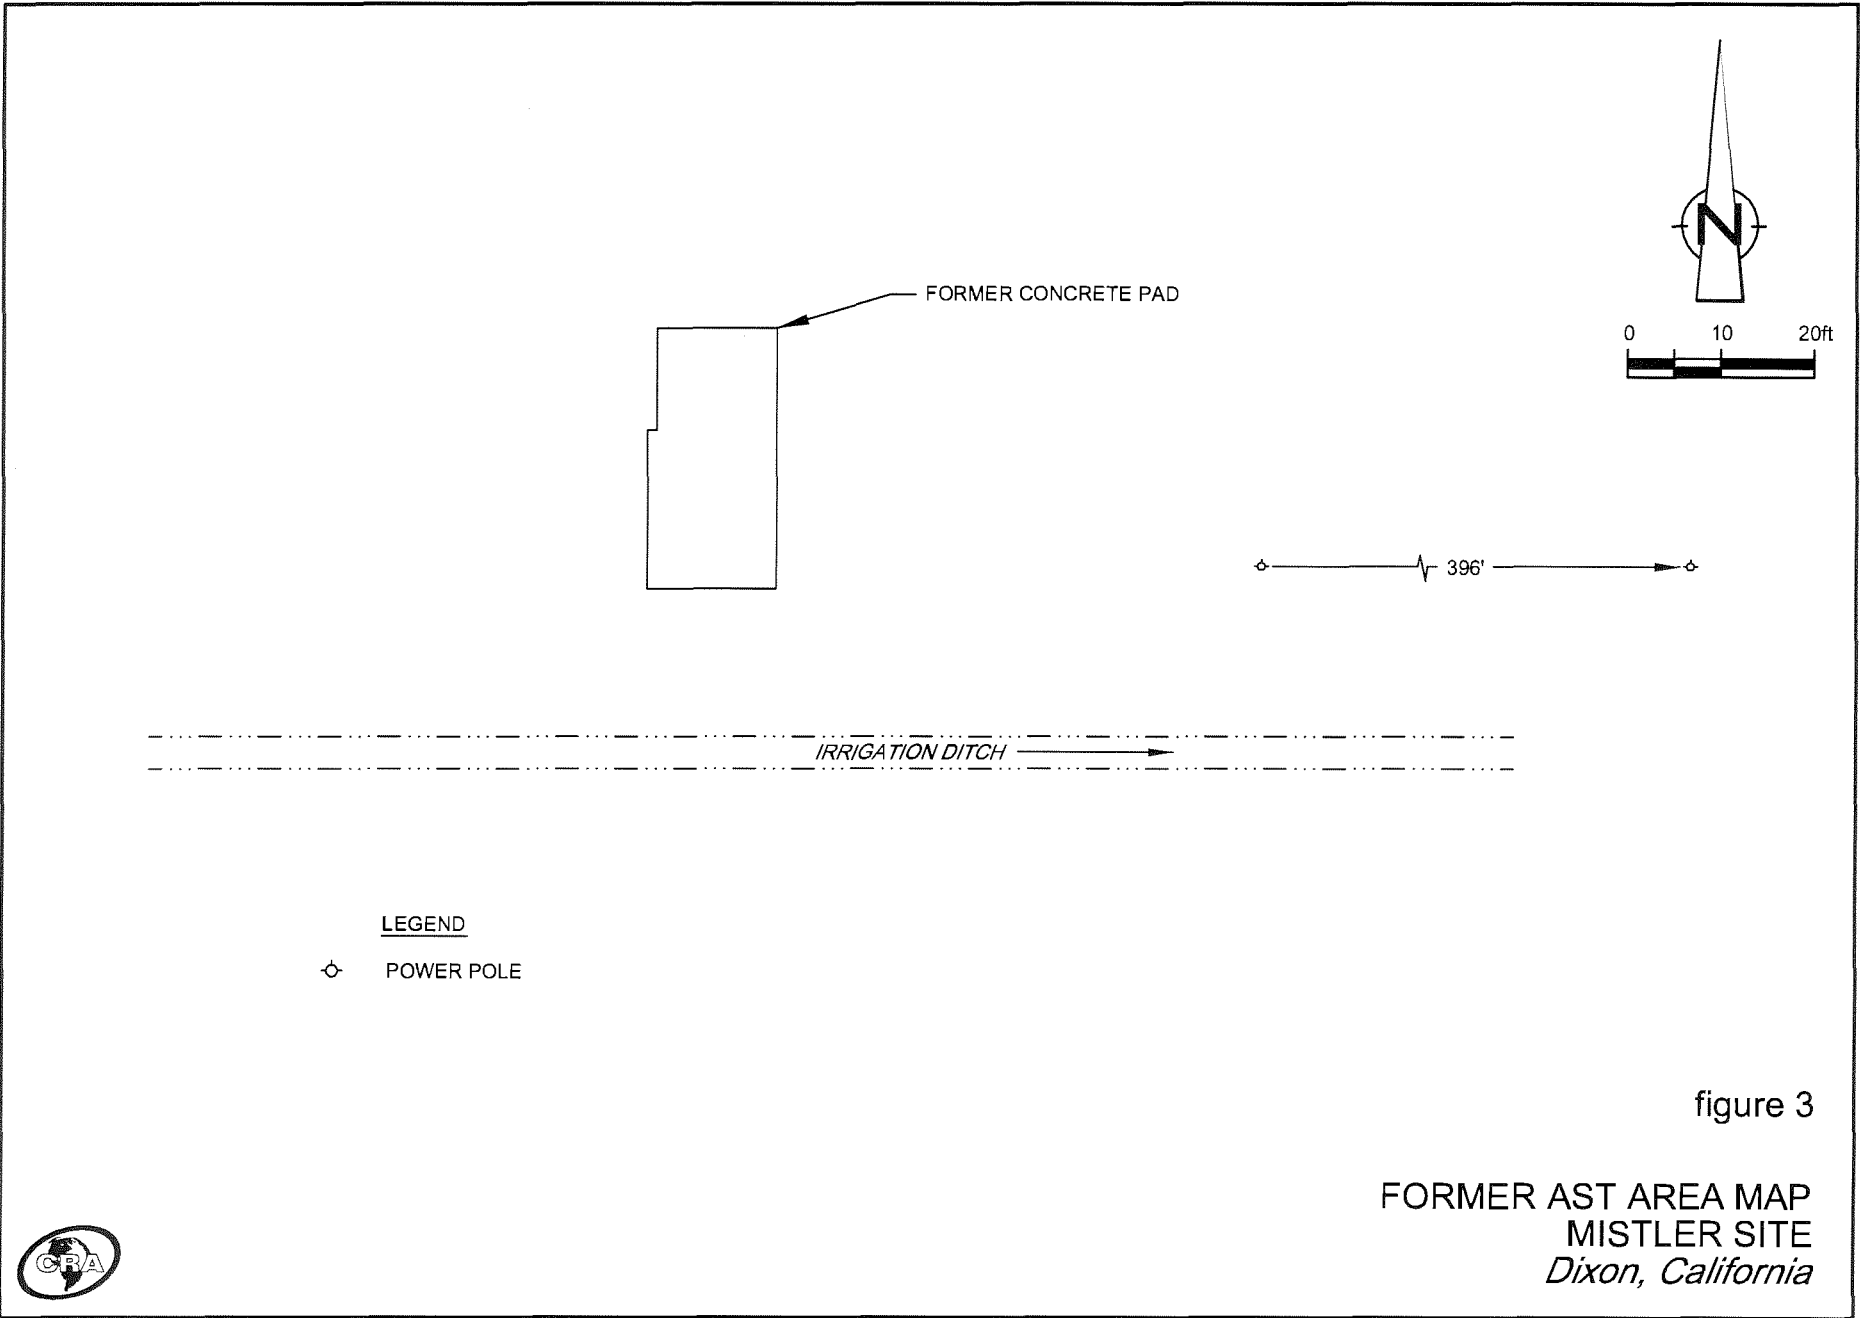 N
0 10 20ft
FORMER CONCRETE PAD
396'
IRRIGATION DITCH
LEGEND
POWER POLE
figure 3
FORMER AST AREA MAP
MISTLER SITE
Dixon, California
CRA